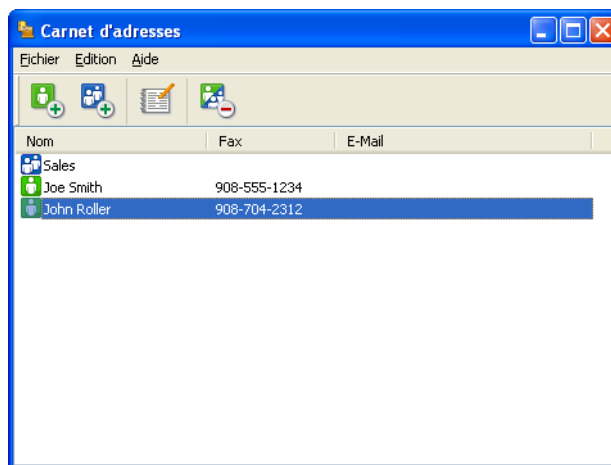 Carnet d'adresses
Fichier Edition Aide
Nom Fax E-Mail
Sales
Joe Smith 908-555-1234
John Roller 908-704-2312